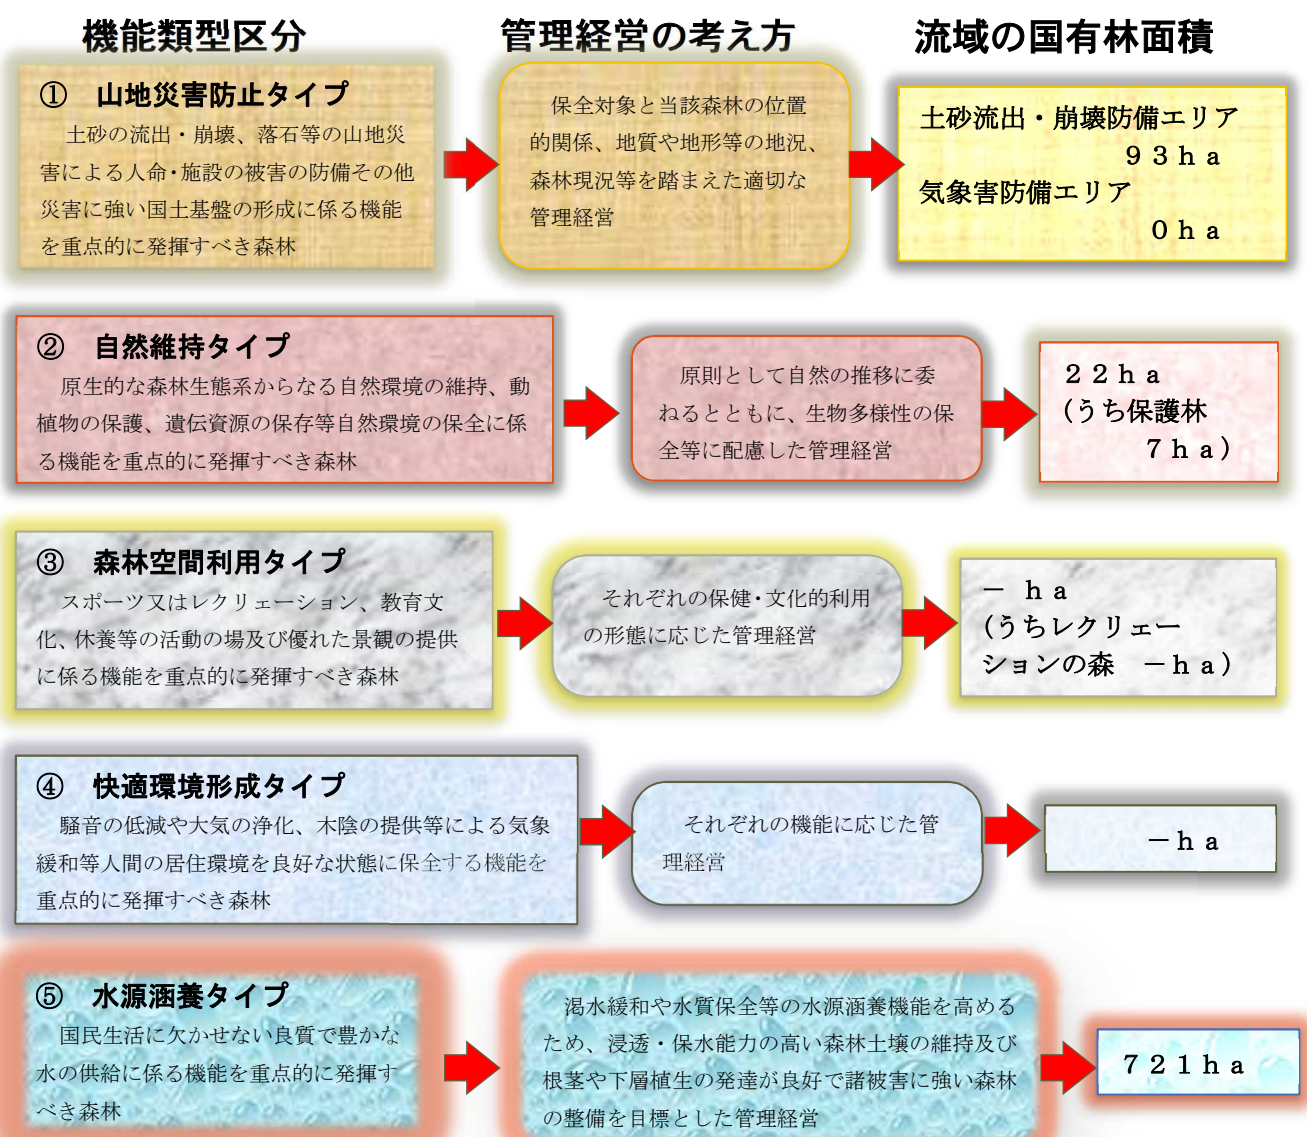 機能類型区分
管理経営の考え方
流域の国有林面積
① 山地災害防止タイプ
土砂の流出・崩壊、落石等の山地災
害による人命・施設の被害の防備その他
災害に強い国土基盤の形成に係る機能
を重点的に発揮すべき森林
保全対象と当該森林の位置
的関係、地質や地形等の地況、
森林現況等を踏まえた適切な
管理経営
土砂流出・崩壊防備エリア
９３ｈａ
気象害防備エリア
０ｈａ
② 自然維持タイプ
原生的な森林生態系からなる自然環境の維持、動
植物の保護、遺伝資源の保存等自然環境の保全に係
る機能を重点的に発揮すべき森林
原則として自然の推移に委
ねるとともに、生物多様性の保
全等に配慮した管理経営
２２ｈａ
（うち保護林
７ｈａ）
③ 森林空間利用タイプ
スポーツ又はレクリェーション、教育文
化、休養等の活動の場及び優れた景観の提供
に係る機能を重点的に発揮すべき森林
それぞれの保健・文化的利用
の形態に応じた管理経営
－ ｈａ
（うちレクリェー
ションの森 －ｈａ）
④ 快適環境形成タイプ
騒音の低減や大気の浄化、木陰の提供等による気象
緩和等人間の居住環境を良好な状態に保全する機能を
重点的に発揮すべき森林
それぞれの機能に応じた管
理経営
－ｈａ
⑤ 水源涵養タイプ
国民生活に欠かせない良質で豊かな
水の供給に係る機能を重点的に発揮す
べき森林
渇水緩和や水質保全等の水源涵養機能を高める
ため、浸透・保水能力の高い森林土壌の維持及び
根茎や下層植生の発達が良好で諸被害に強い森林
の整備を目標とした管理経営
７２１ｈａ